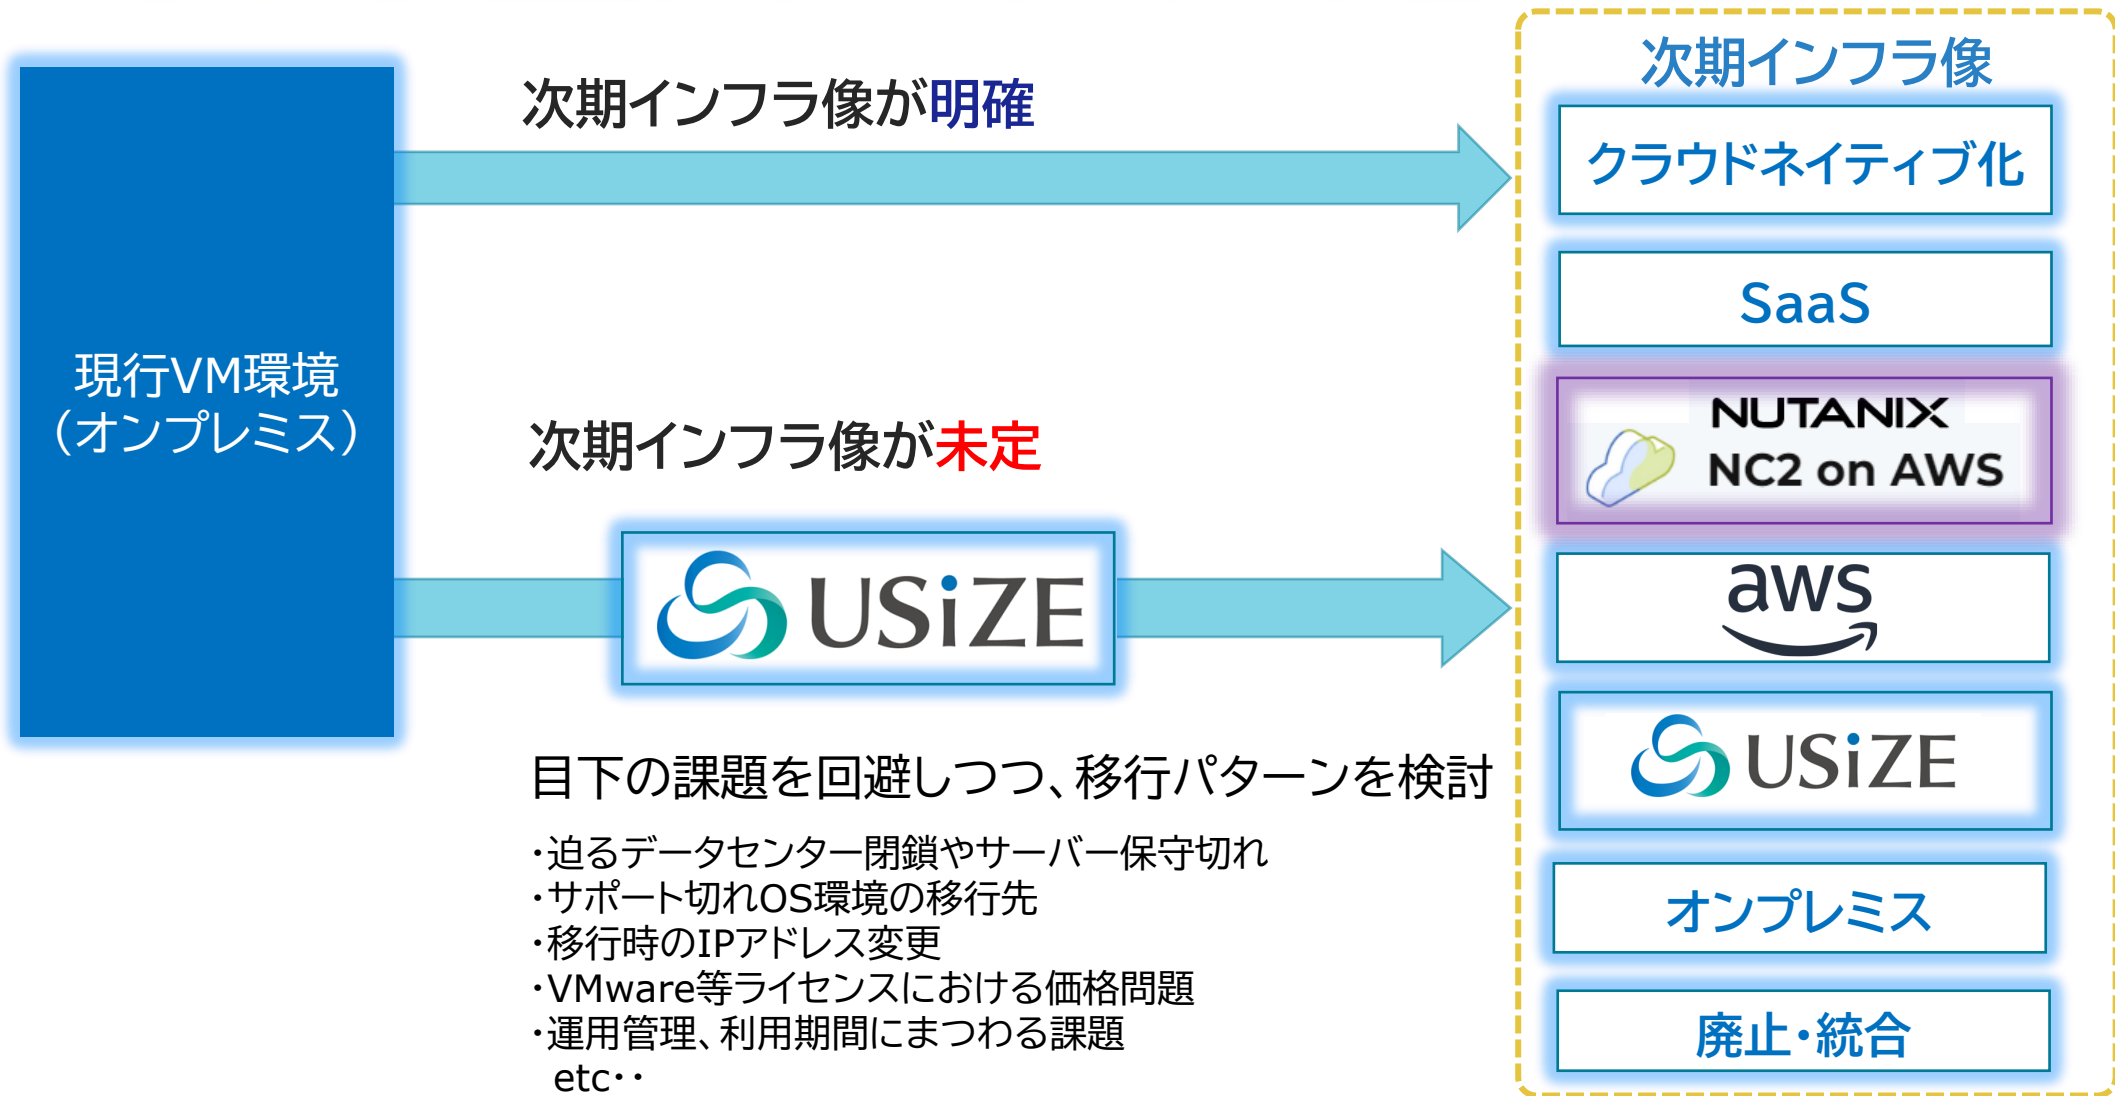 現行VM環境
（オンプレミス）
次期インフラ像が明確
次期インフラ像が未定
USiZE
目下の課題を回避しつつ、移行パターンを検討
・迫るデータセンター閉鎖やサーバー保守切れ
・サポート切れOS環境の移行先
・移行時のIPアドレス変更
・VMware等ライセンスにおける価格問題
・運用管理、利用期間にまつわる課題
etc・・
次期インフラ像
クラウドネイティブ化
SaaS
NUTANIX
NC2 on AWS
aws
USiZE
オンプレミス
廃止・統合